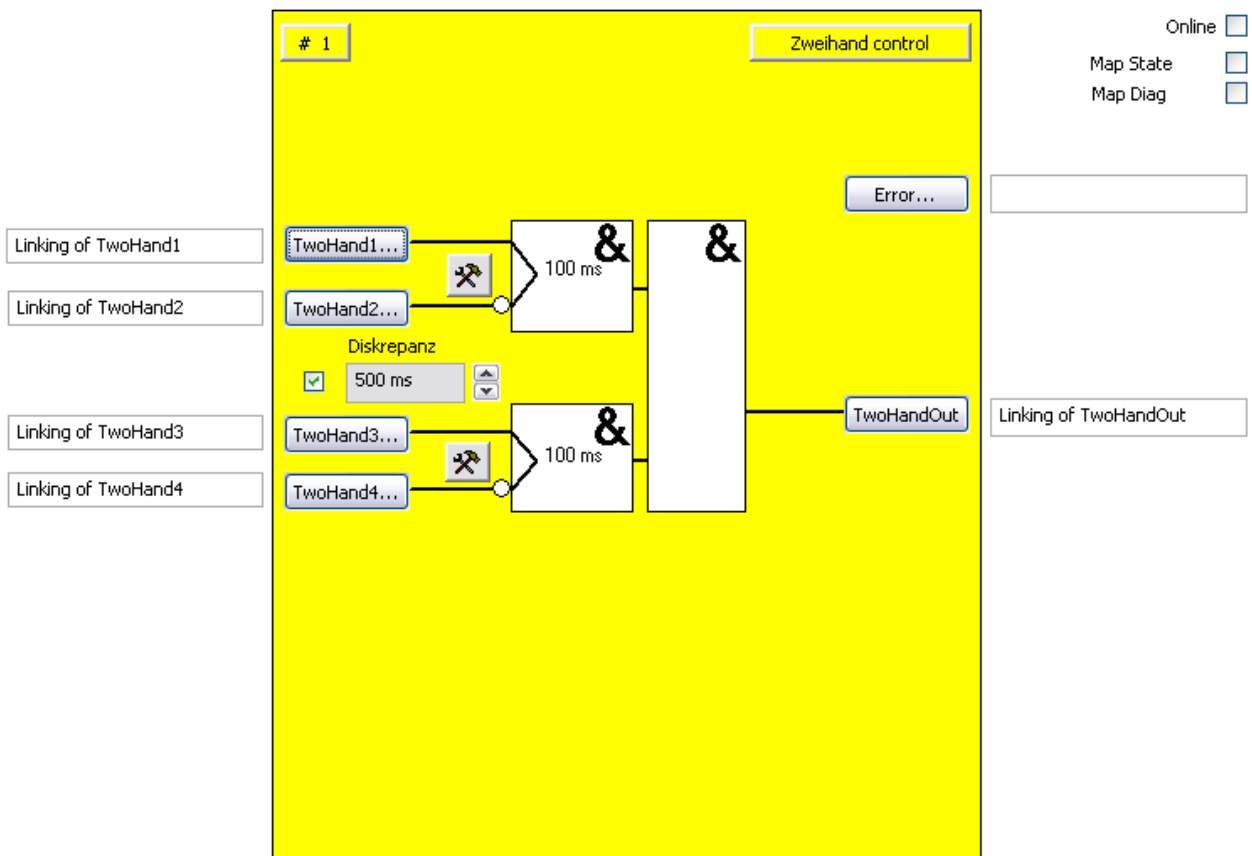 # 1
Zweihand control
Online
Map State
Map Diag
Error...
Linking of TwoHand1
TwoHand1...
&
&
100 ms
Linking of TwoHand2
TwoHand2...
Diskrepanz
500 ms
Linking of TwoHand3
TwoHand3...
&
100 ms
TwoHandOut
Linking of TwoHandOut
Linking of TwoHand4
TwoHand4...